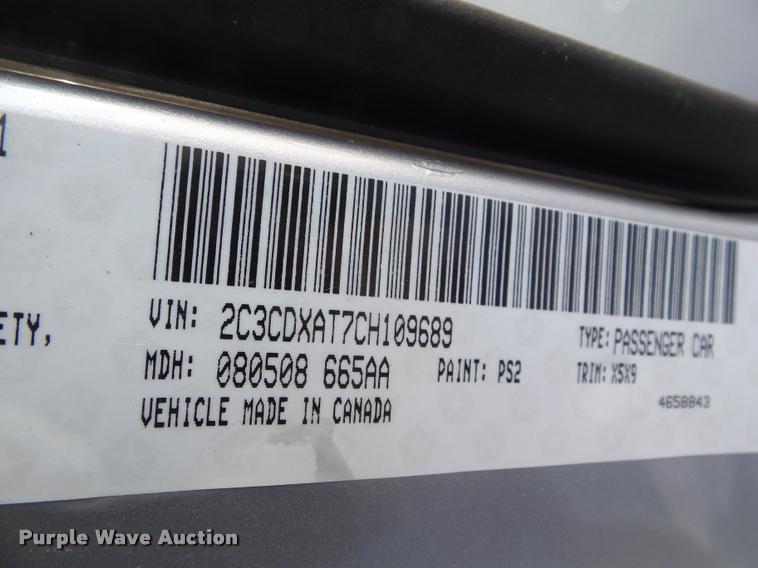 1
VIN: 2C3CDXAT7CH109689 TYPE: PASSENGER CAR
ETY,
MDH: 080508 665AA PAINT: PS2 TRIM: X5X9
VEHICLE MADE IN CANADA 4658843
Purple Wave Auction